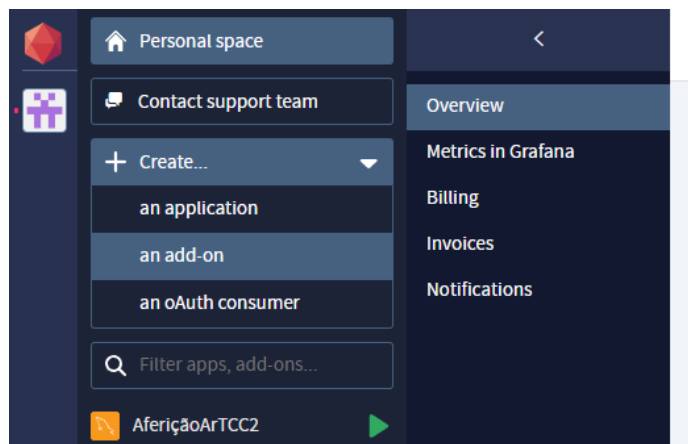 Personal space
Contact support team
Create...
an application
an add-on
an oAuth consumer
Filter apps, add-ons...
AferiçãoArTCC2
Overview
Metrics in Grafana
Billing
Invoices
Notifications